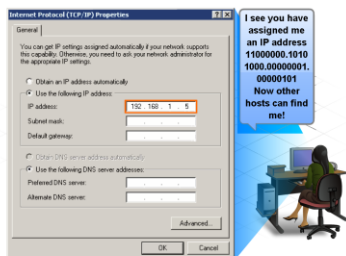 Internet Protocol (TCP/IP) Properties
General
You can get IP settings assigned automatically if your network supports
this capability. Otherwise, you need to ask your network administrator for
the appropriate IP settings.
Obtain an IP address automatically
Use the following IP address:
IP address:
192 . 168 . 1 . 5
Subnet mask:
Default gateway:
Obtain DNS server address automatically
Use the following DNS server addresses:
Preferred DNS server:
Alternate DNS server:
Advanced...
OK
Cancel
I see you have
assigned me
an IP address
11000000.1010
1000.00000001.
00000101
Now other
hosts can find
me!